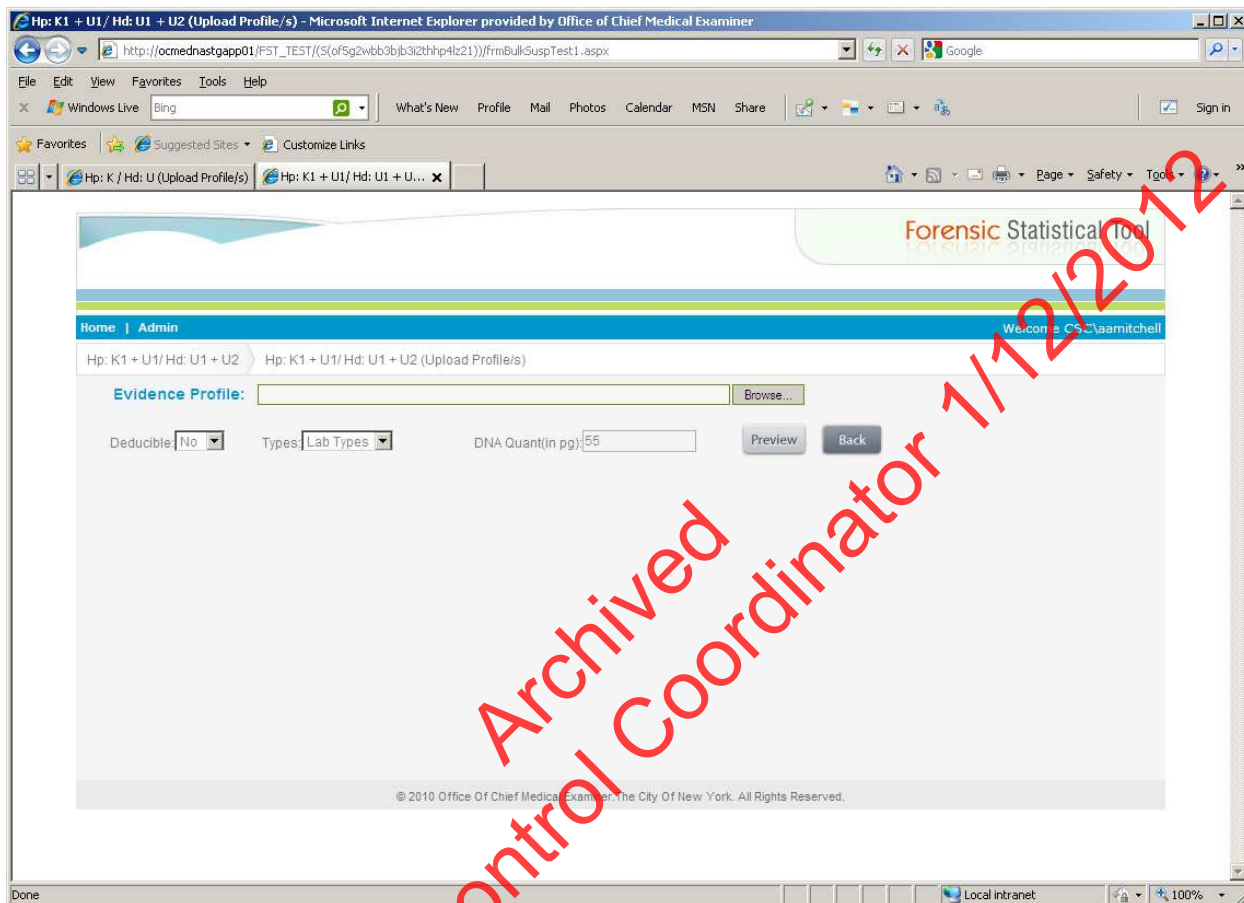 Hp: K1 + U1/ Hd: U1 + U2 (Upload Profile/s) - Microsoft Internet Explorer provided by Office of Chief Medical Examiner
http://ocmednastgapp01/FST_TEST/(S(of5g2wbb3bjb3i2thhp4lz21))/frmBulkSuspTest1.aspx
Google
File Edit View Favorites Tools Help
Windows Live Bing What's New Profile Mail Photos Calendar MSN Share Sign in
Favorites Suggested Sites Customize Links
Hp: K / Hd: U (Upload Profile/s) Hp: K1 + U1/ Hd: U1 + U... Page Safety Tools
Forensic Statistical Tool
Home | Admin Welcome CSC\aamitchell
Hp: K1 + U1/ Hd: U1 + U2 Hp: K1 + U1/ Hd: U1 + U2 (Upload Profile/s)
Evidence Profile: Browse...
Deducible: No Types: Lab Types DNA Quant(in pg): 55 Preview Back
© 2010 Office Of Chief Medical Examiner.The City Of New York. All Rights Reserved.
Done Local intranet 100%
Archived
ontrol Coordinator 1/12/2012